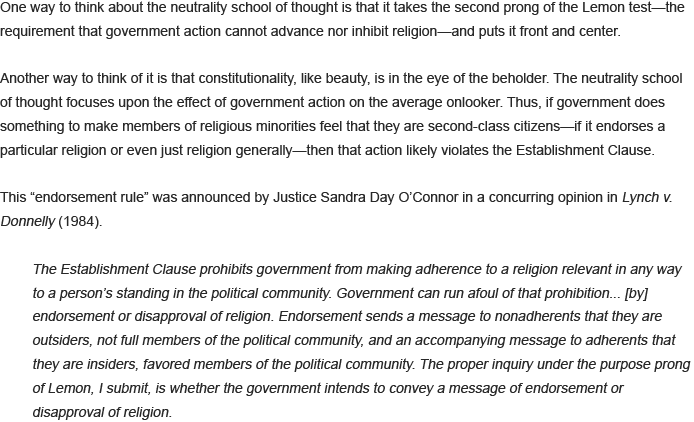 One way to think about the neutrality school of thought is that it takes the second prong of the Lemon test—the
requirement that government action cannot advance nor inhibit religion—and puts it front and center.
Another way to think of it is that constitutionality, like beauty, is in the eye of the beholder. The neutrality school
of thought focuses upon the effect of government action on the average onlooker. Thus, if government does
something to make members of religious minorities feel that they are second-class citizens—if it endorses a
particular religion or even just religion generally—then that action likely violates the Establishment Clause.
This “endorsement rule” was announced by Justice Sandra Day O’Connor in a concurring opinion in Lynch v.
Donnelly (1984).
The Establishment Clause prohibits government from making adherence to a religion relevant in any way
to a person’s standing in the political community. Government can run afoul of that prohibition... [by]
endorsement or disapproval of religion. Endorsement sends a message to nonadherents that they are
outsiders, not full members of the political community, and an accompanying message to adherents that
they are insiders, favored members of the political community. The proper inquiry under the purpose prong
of Lemon, I submit, is whether the government intends to convey a message of endorsement or
disapproval of religion.